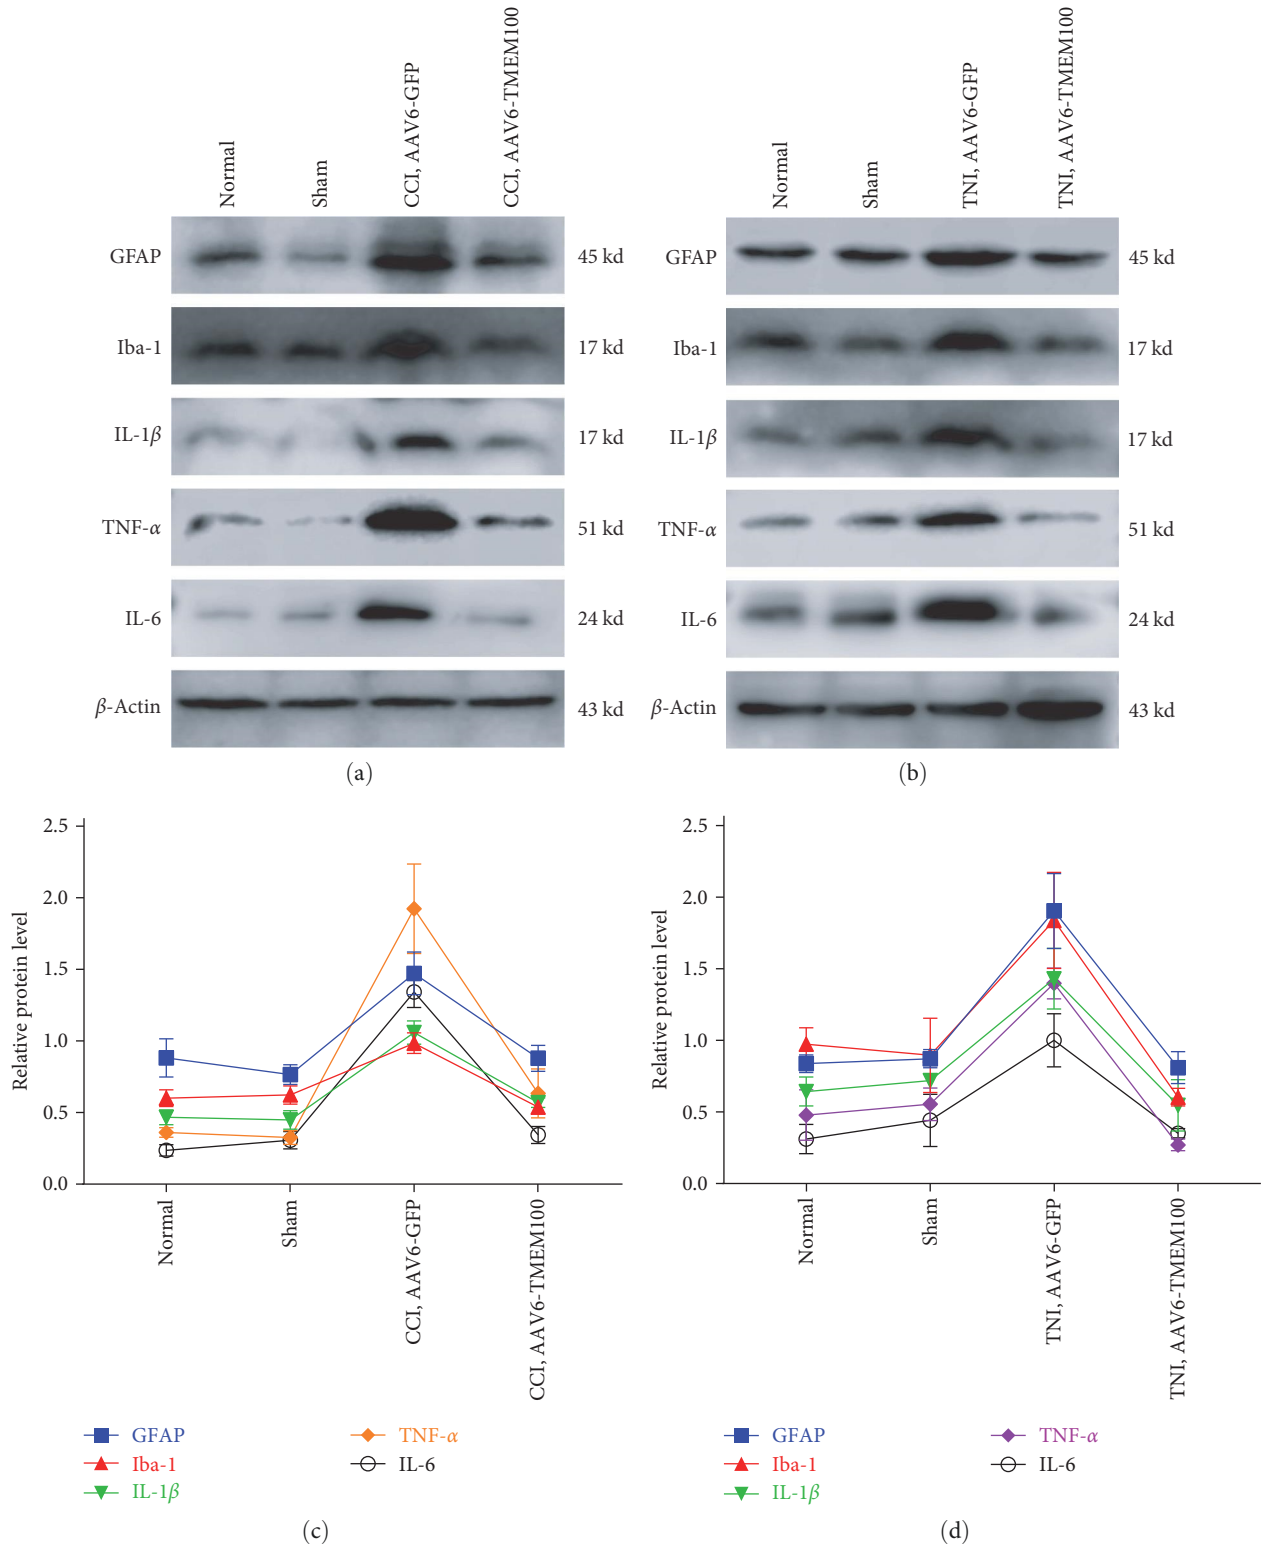 Normal
Sham
CCI, AAV6-GFP
CCI, AAV6-TMEM100
GFAP
45 kd
Iba-1
17 kd
IL-1β
17 kd
TNF-α
51 kd
IL-6
24 kd
β-Actin
43 kd
(a)
Normal
Sham
TNI, AAV6-GFP
TNI, AAV6-TMEM100
GFAP
45 kd
Iba-1
17 kd
IL-1β
17 kd
TNF-α
51 kd
IL-6
24 kd
β-Actin
43 kd
(b)
Relative protein level
2.5
2.0
1.5
1.0
0.5
0.0
Normal
Sham
CCI, AAV6-GFP
CCI, AAV6-TMEM100
GFAP
Iba-1
IL-1β
TNF-α
IL-6
(c)
Relative protein level
2.5
2.0
1.5
1.0
0.5
0.0
Normal
Sham
TNI, AAV6-GFP
TNI, AAV6-TMEM100
GFAP
Iba-1
IL-1β
TNF-α
IL-6
(d)